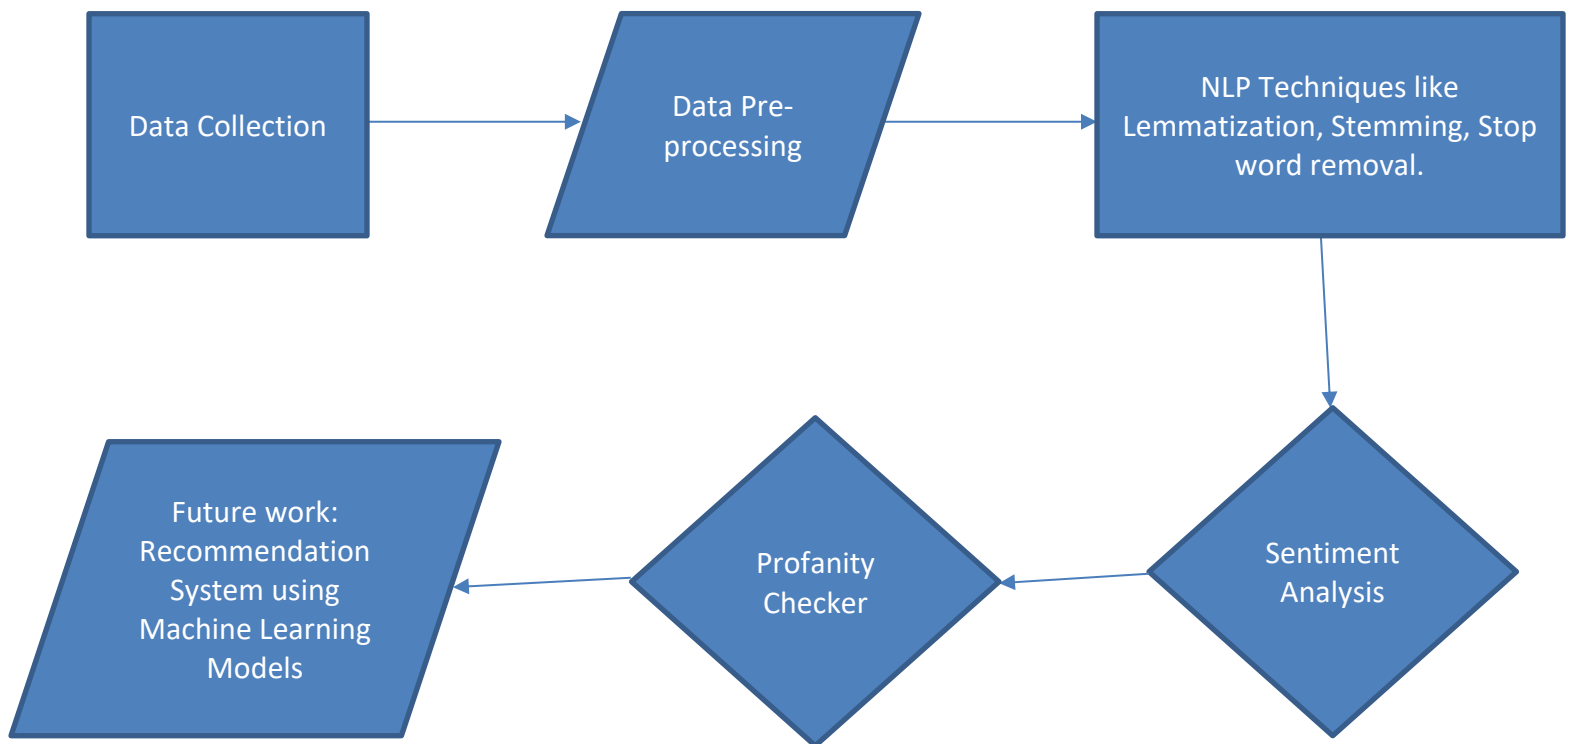 Data Collection
Data Pre-
processing
NLP Techniques like
Lemmatization, Stemming, Stop
word removal.
Sentiment
Analysis
Profanity
Checker
Future work:
Recommendation
System using
Machine Learning
Models